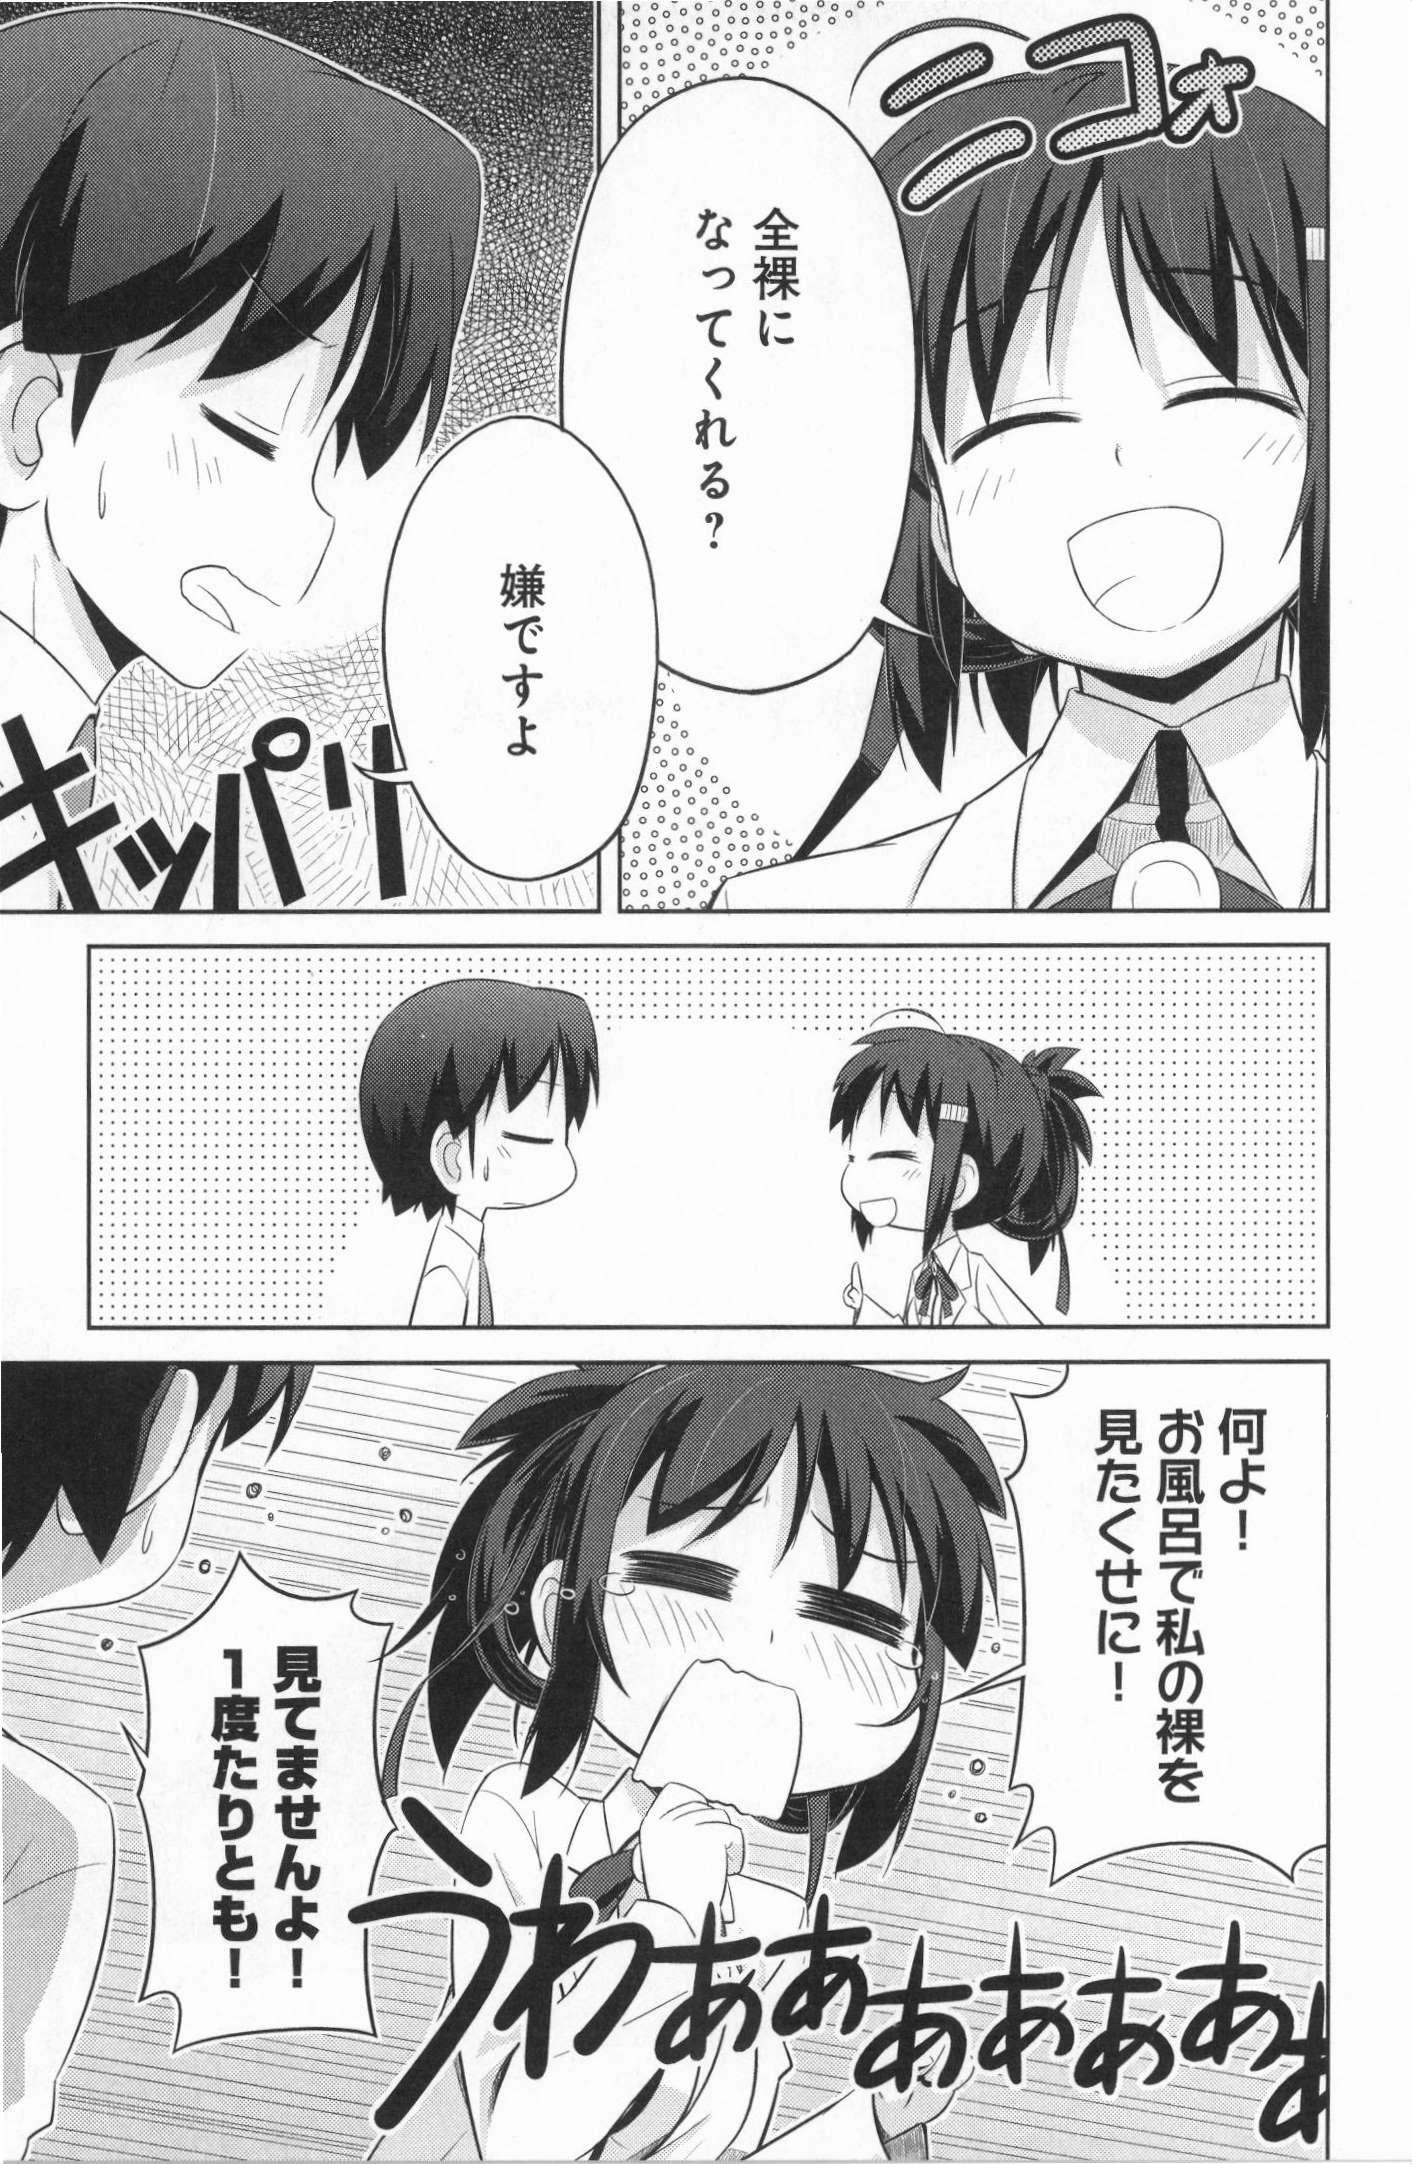 ニコォ
全裸に
なってくれる?
嫌ですよ
キッパリ
何よ!
お風呂で私の裸を
見たくせに!
見てませんよ!
1度たりとも!
うわぁあぁあああああ